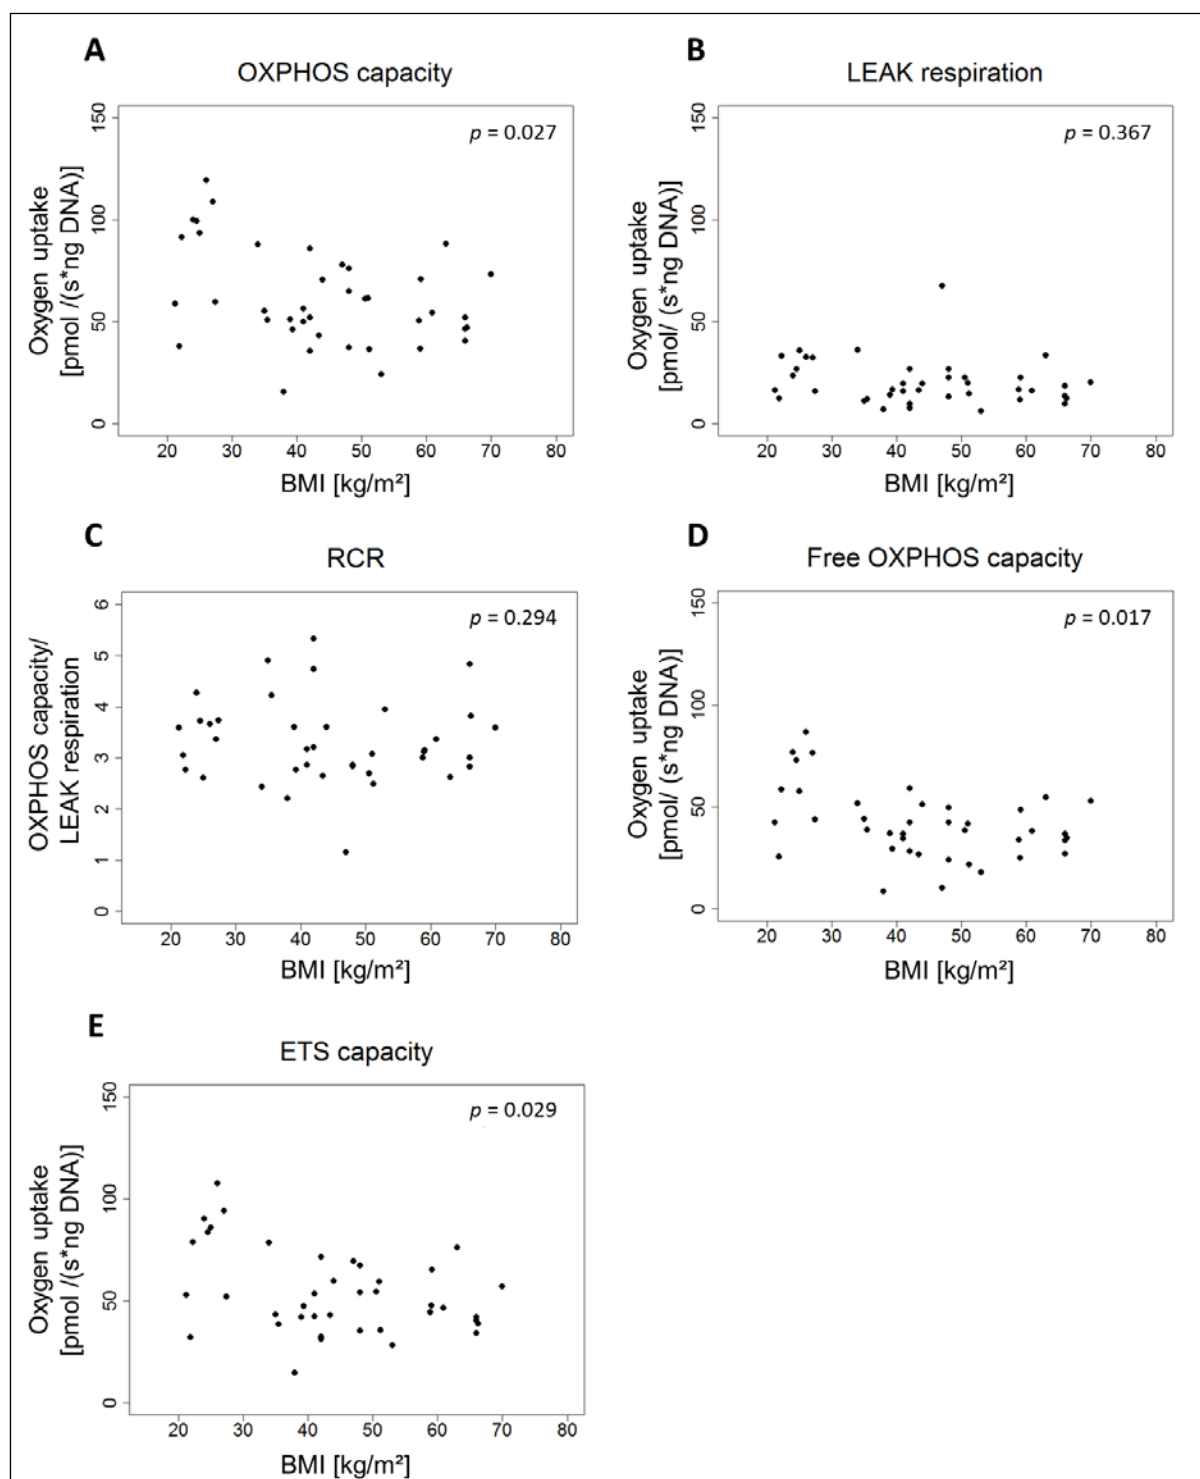 A
OXPHOS capacity
p = 0.027
Oxygen uptake
[pmol /(s*ng DNA)]
0
50
100
150
20 30 40 50 60 70 80
BMI [kg/m²]
B
LEAK respiration
p = 0.367
Oxygen uptake
[pmol/ (s*ng DNA)]
0
50
100
150
20 30 40 50 60 70 80
BMI [kg/m²]
C
RCR
p = 0.294
OXPHOS capacity/
LEAK respiration
0
1
2
3
4
5
6
20 30 40 50 60 70 80
BMI [kg/m²]
D
Free OXPHOS capacity
p = 0.017
Oxygen uptake
[pmol/ (s*ng DNA)]
0
50
100
150
20 30 40 50 60 70 80
BMI [kg/m²]
E
ETS capacity
p = 0.029
Oxygen uptake
[pmol /(s*ng DNA)]
0
50
100
150
20 30 40 50 60 70 80
BMI [kg/m²]